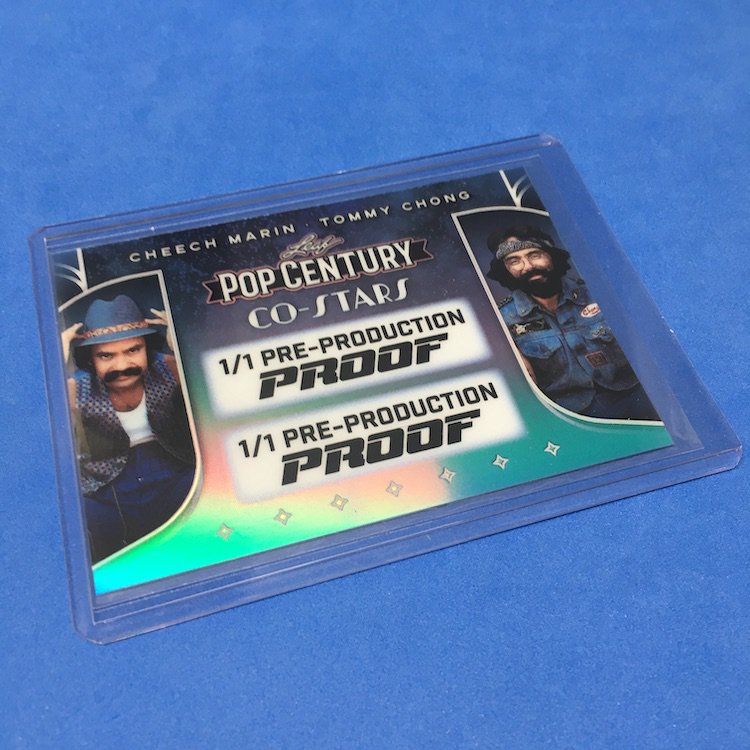 CHEECH MARIN · TOMMY CHONG
Leaf
POP CENTURY
CO-STARS
1/1 PRE-PRODUCTION
PROOF
1/1 PRE-PRODUCTION
PROOF